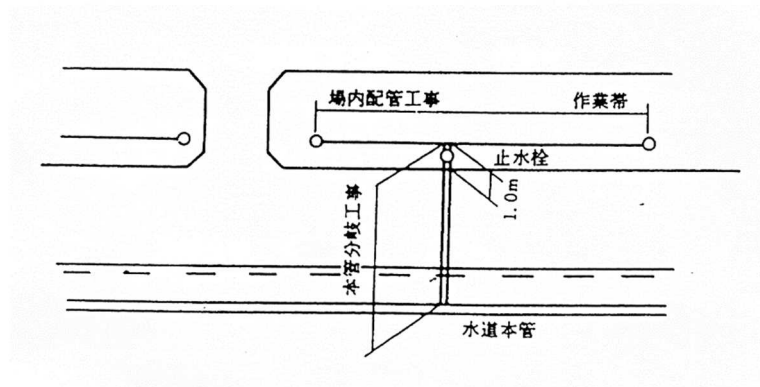 場内配管工事
作業帯
止水栓
1.0m
本管分岐工事
水道本管